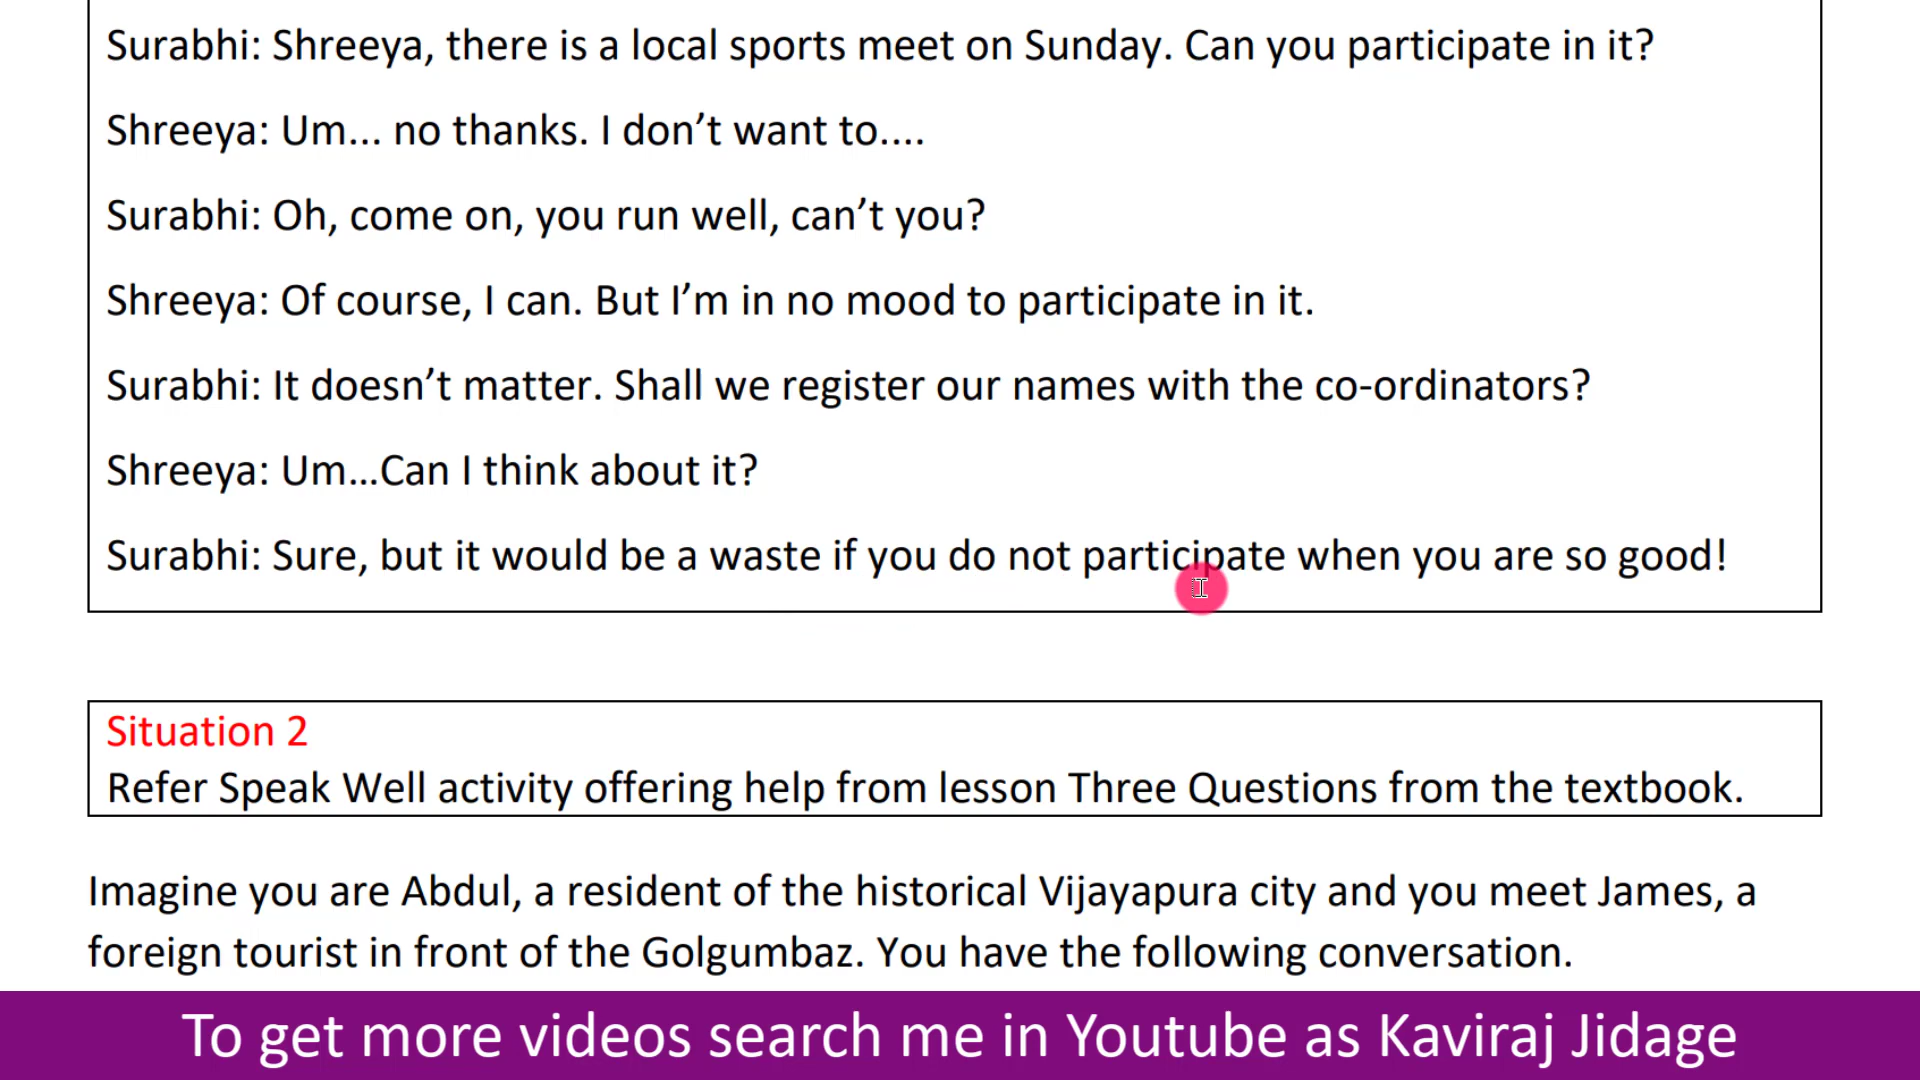 Surabhi: Shreeya, there is a local sports meet on Sunday. Can you participate in it?
Shreeya: Um... no thanks. I don’t want to....
Surabhi: Oh, come on, you run well, can’t you?
Shreeya: Of course, I can. But I’m in no mood to participate in it.
Surabhi: It doesn’t matter. Shall we register our names with the co-ordinators?
Shreeya: Um...Can I think about it?
Surabhi: Sure, but it would be a waste if you do not participate when you are so good!
Situation 2
Refer Speak Well activity offering help from lesson Three Questions from the textbook.
Imagine you are Abdul, a resident of the historical Vijayapura city and you meet James, a
foreign tourist in front of the Golgumbaz. You have the following conversation.
To get more videos search me in Youtube as Kaviraj Jidage